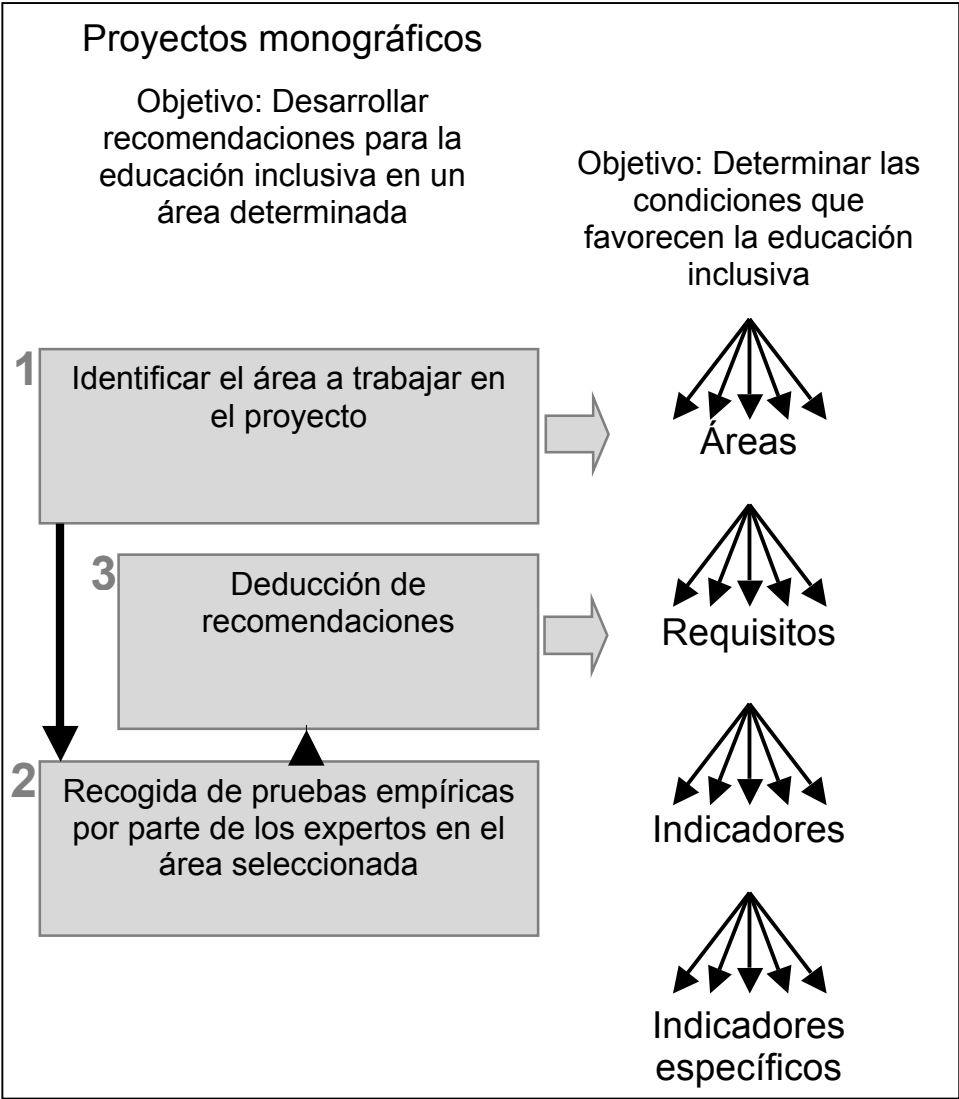 Proyectos monográficos
Objetivo: Desarrollar
recomendaciones para la
educación inclusiva en un
área determinada
Objetivo: Determinar las
condiciones que
favorecen la educación
inclusiva
1
Identificar el área a trabajar en
el proyecto
Áreas
3
Deducción de
recomendaciones
Requisitos
2
Recogida de pruebas empíricas
por parte de los expertos en el
área seleccionada
Indicadores
Indicadores
específicos